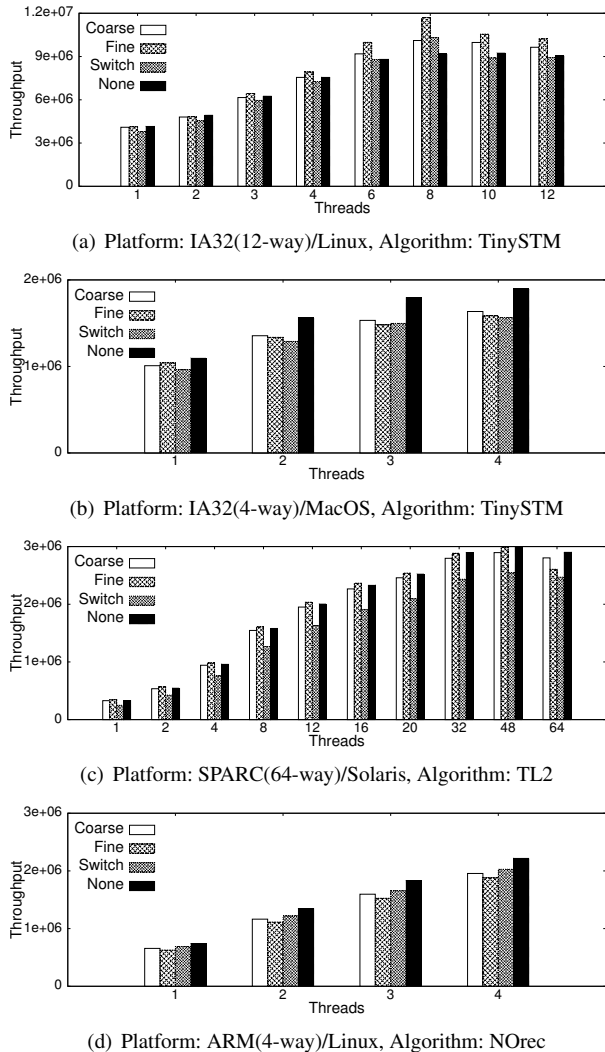 1.2e+07
9e+06
6e+06
3e+06
0
Throughput
Coarse
Fine
Switch
None
1 2 3 4 6 8 10 12
Threads
(a) Platform: IA32(12-way)/Linux, Algorithm: TinySTM
2e+06
1e+06
0
Throughput
Coarse
Fine
Switch
None
1 2 3 4
Threads
(b) Platform: IA32(4-way)/MacOS, Algorithm: TinySTM
3e+06
2e+06
1e+06
0
Throughput
Coarse
Fine
Switch
None
1 2 4 8 12 16 20 32 48 64
Threads
(c) Platform: SPARC(64-way)/Solaris, Algorithm: TL2
3e+06
2e+06
1e+06
0
Throughput
Coarse
Fine
Switch
None
1 2 3 4
Threads
(d) Platform: ARM(4-way)/Linux, Algorithm: NOrec